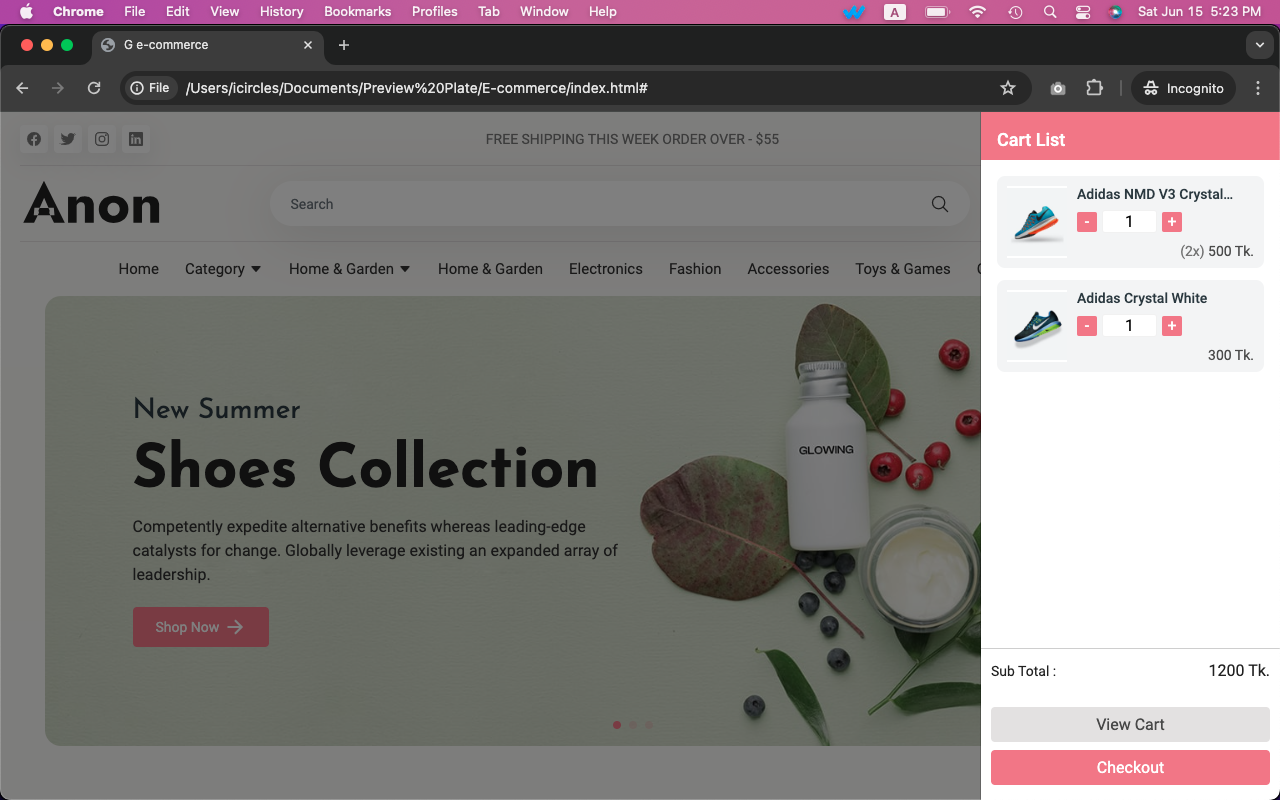 Chrome File Edit View History Bookmarks Profiles Tab Window Help A Sat Jun 15 5:23 PM
G e-commerce
File /Users/icircles/Documents/Preview%20Plate/E-commerce/index.html# Incognito
FREE SHIPPING THIS WEEK ORDER OVER - $55
Anon
Search
Home Category Home & Garden Home & Garden Electronics Fashion Accessories Toys & Games
New Summer
Shoes Collection
Competently expedite alternative benefits whereas leading-edge
catalysts for change. Globally leverage existing an expanded array of
leadership.
Shop Now
GLOWING
Cart List
Adidas NMD V3 Crystal...
- 1 +
(2x) 500 Tk.
Adidas Crystal White
- 1 +
300 Tk.
Sub Total : 1200 Tk.
View Cart
Checkout